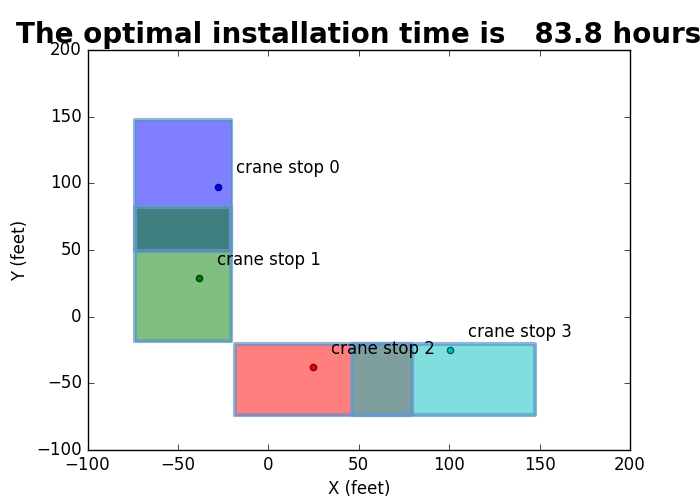 The optimal installation time is   83.8 hours
200
150
100
50
0
−50
−100
Y (feet)
crane stop 0
crane stop 1
crane stop 2
crane stop 3
−100 −50 0 50 100 150 200
X (feet)